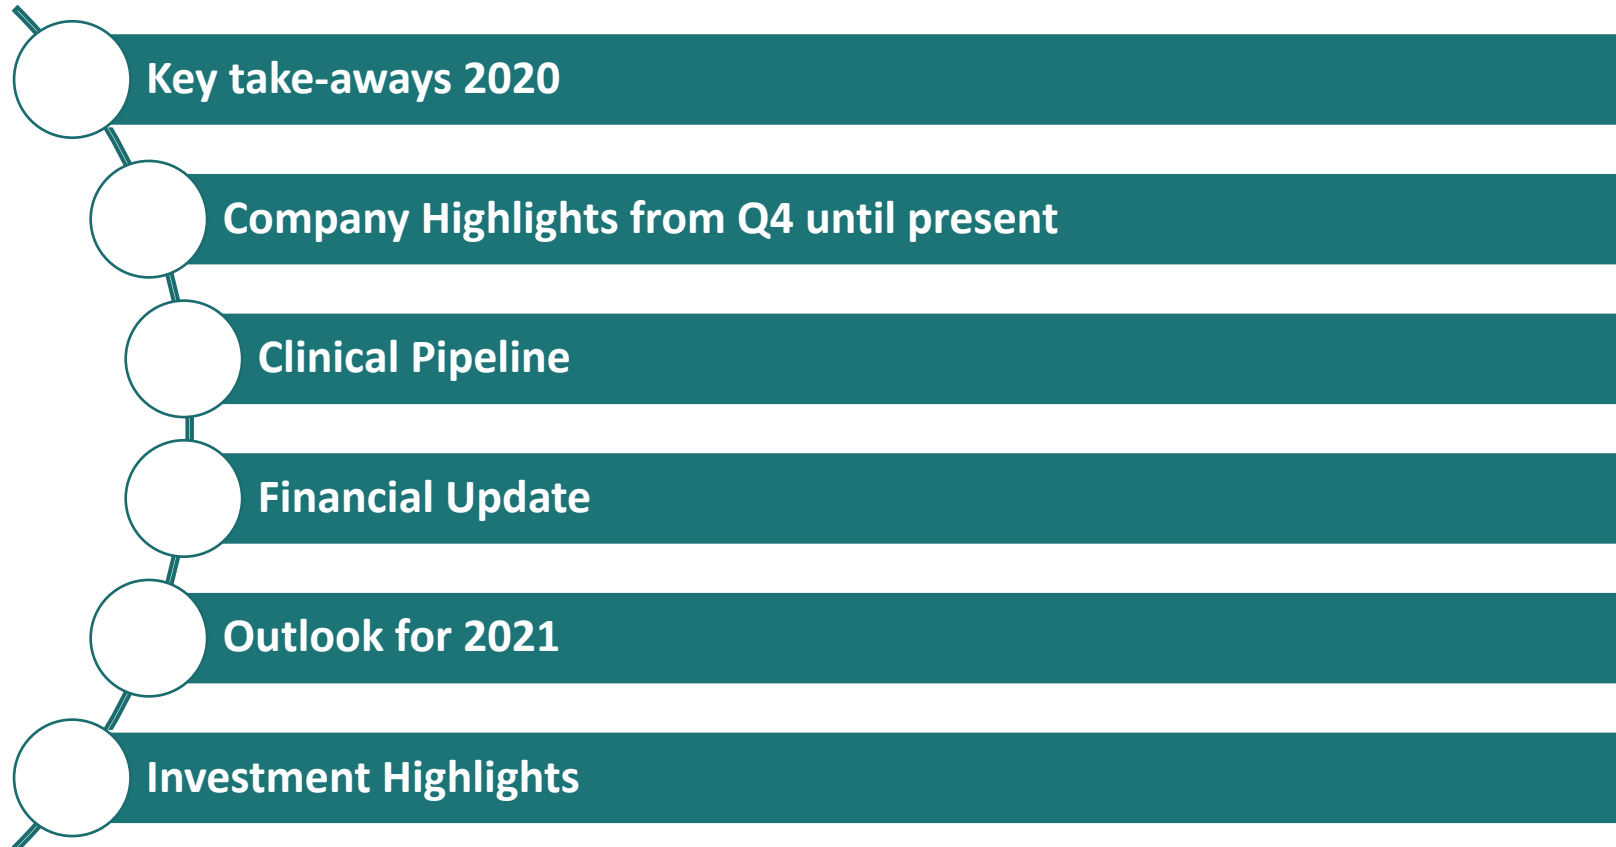 Key take-aways 2020
Company Highlights from Q4 until present
Clinical Pipeline
Financial Update
Outlook for 2021
Investment Highlights